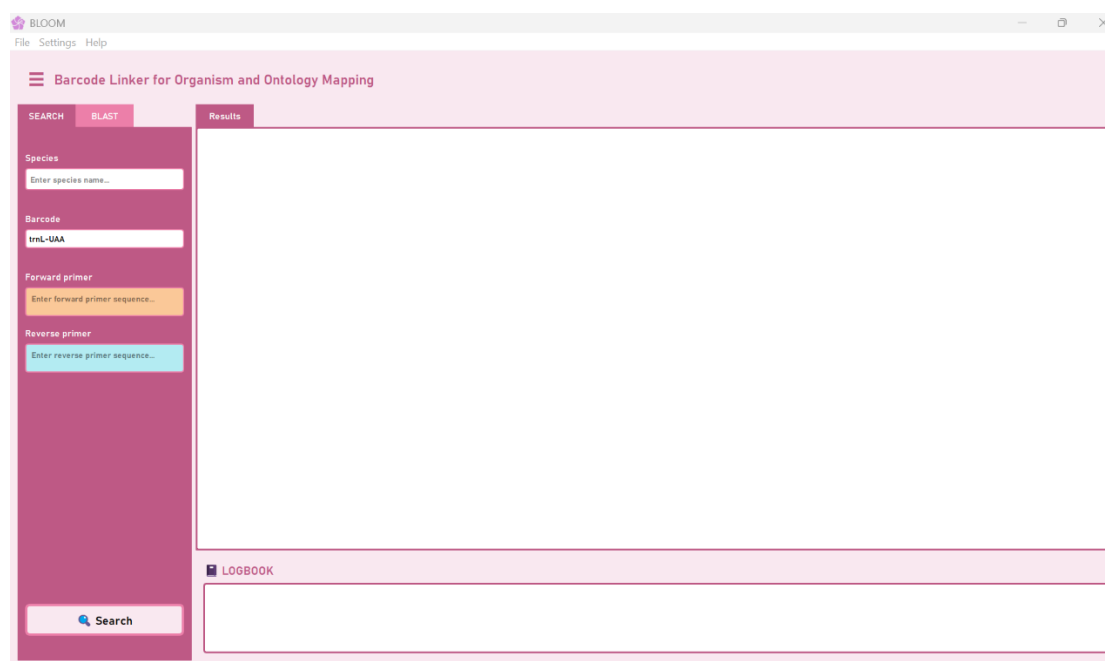 BLOOM
File Settings Help
Barcode Linker for Organism and Ontology Mapping
SEARCH BLAST
Results
Species
Enter species name...
Barcode
trnL-UAA
Forward primer
Enter forward primer sequence...
Reverse primer
Enter reverse primer sequence...
LOGBOOK
Search